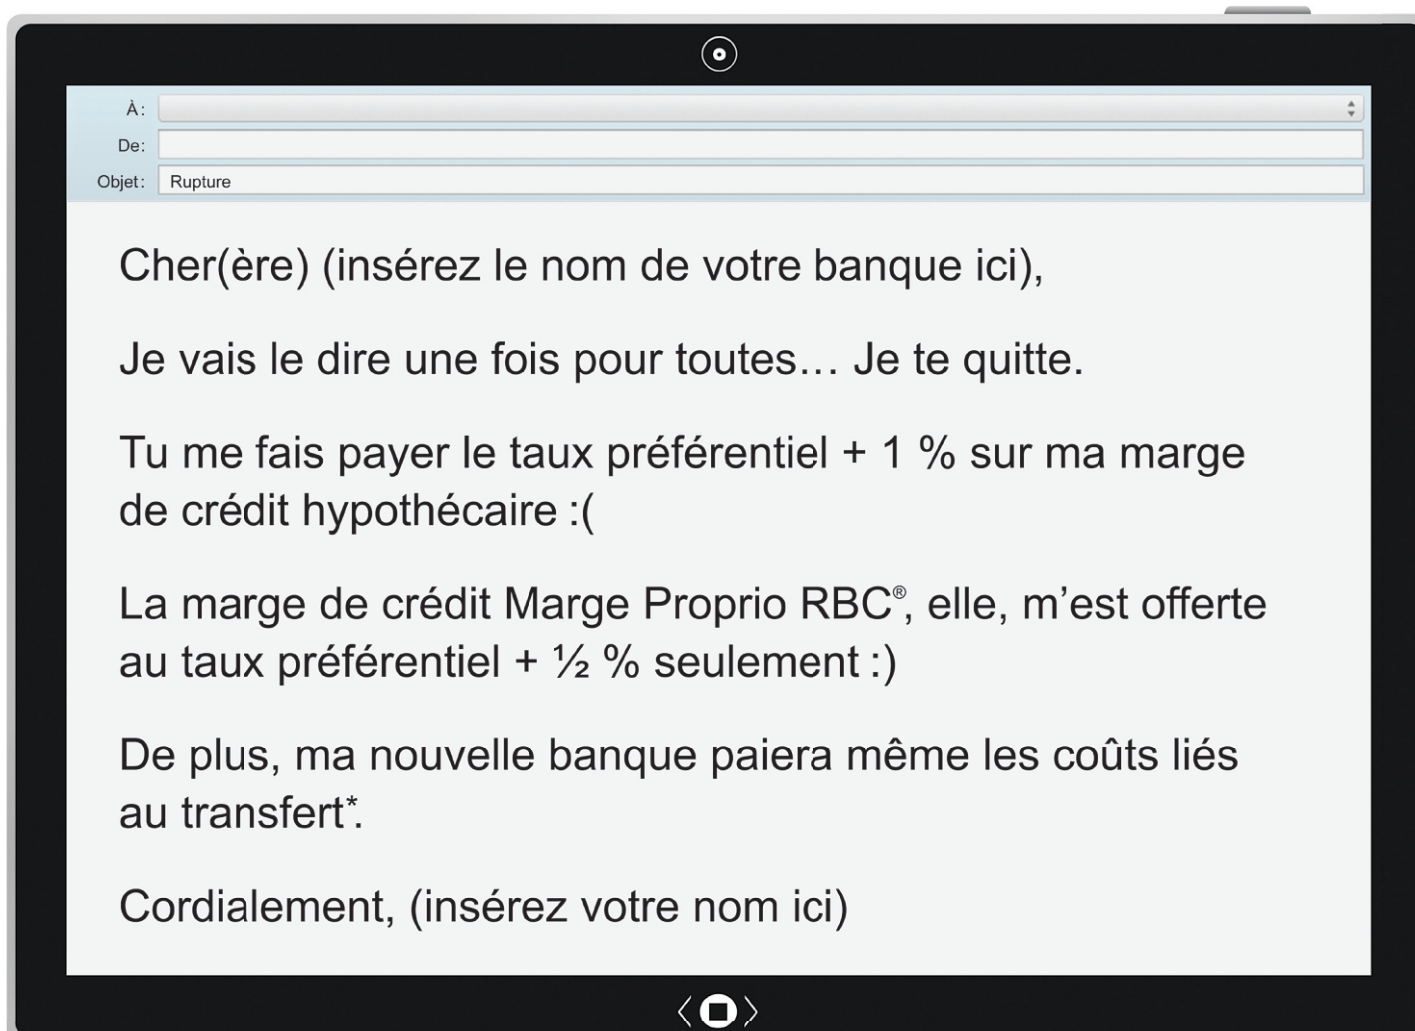 À:
De:
Objet: Rupture
Cher(ère) (insérez le nom de votre banque ici),
Je vais le dire une fois pour toutes... Je te quitte.
Tu me fais payer le taux préférentiel + 1 % sur ma marge
de crédit hypothécaire :(
La marge de crédit Marge Proprio RBC®, elle, m’est offerte
au taux préférentiel + ½ % seulement :)
De plus, ma nouvelle banque paiera même les coûts liés
au transfert*.
Cordialement, (insérez votre nom ici)